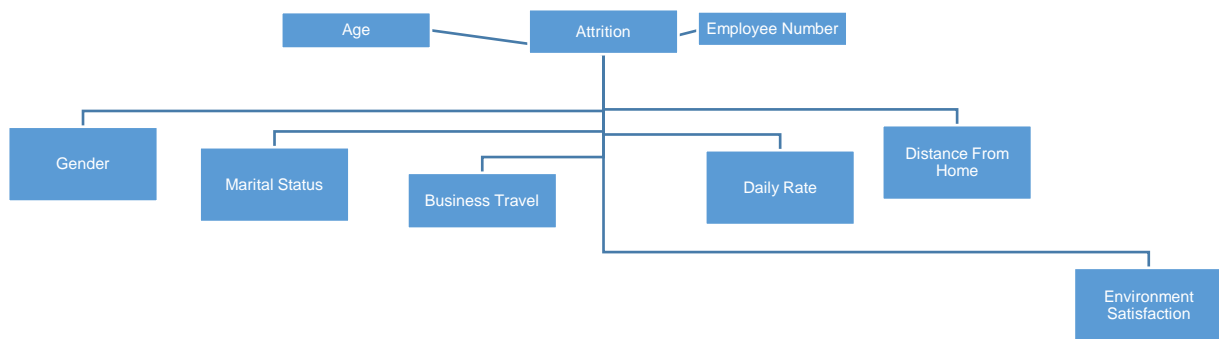 Age
Attrition
Employee Number
Gender
Marital Status
Business Travel
Daily Rate
Distance From
Home
Environment
Satisfaction